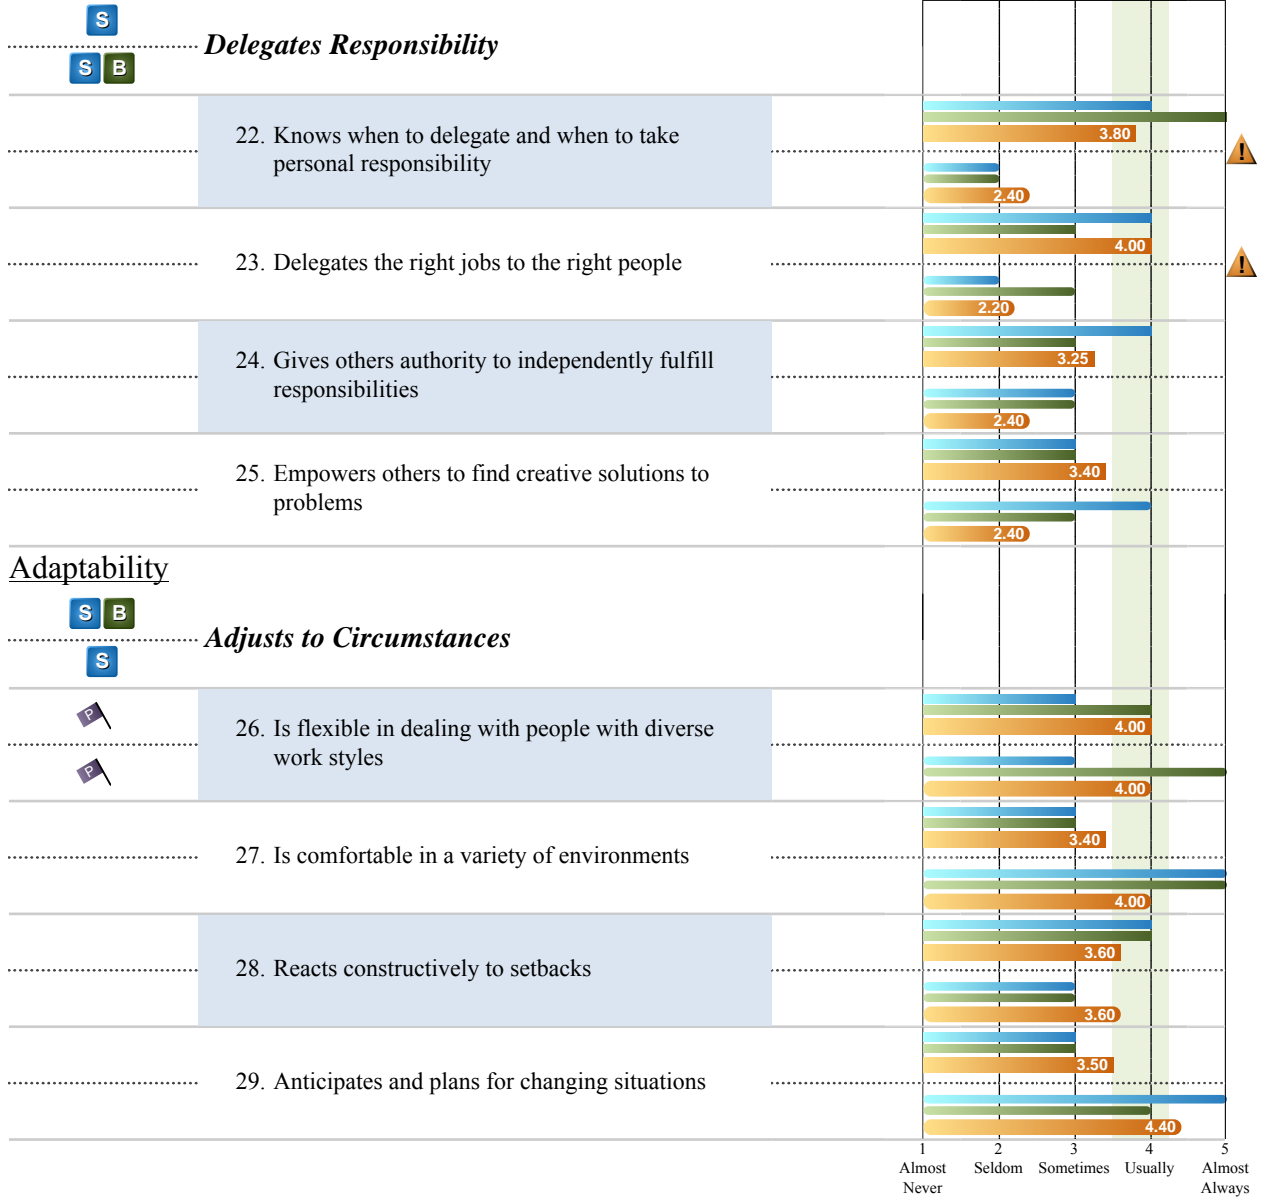 S
Delegates Responsibility
S B
22. Knows when to delegate and when to take
personal responsibility
3.80
2.40
23. Delegates the right jobs to the right people
4.00
2.20
24. Gives others authority to independently fulfill
responsibilities
3.25
2.40
25. Empowers others to find creative solutions to
problems
3.40
2.40
Adaptability
S B
Adjusts to Circumstances
S
P
26. Is flexible in dealing with people with diverse
work styles
P
4.00
4.00
27. Is comfortable in a variety of environments
3.40
4.00
28. Reacts constructively to setbacks
3.60
3.60
29. Anticipates and plans for changing situations
3.50
4.40
1 2 3 4 5
Almost Seldom Sometimes Usually Almost
Never Always